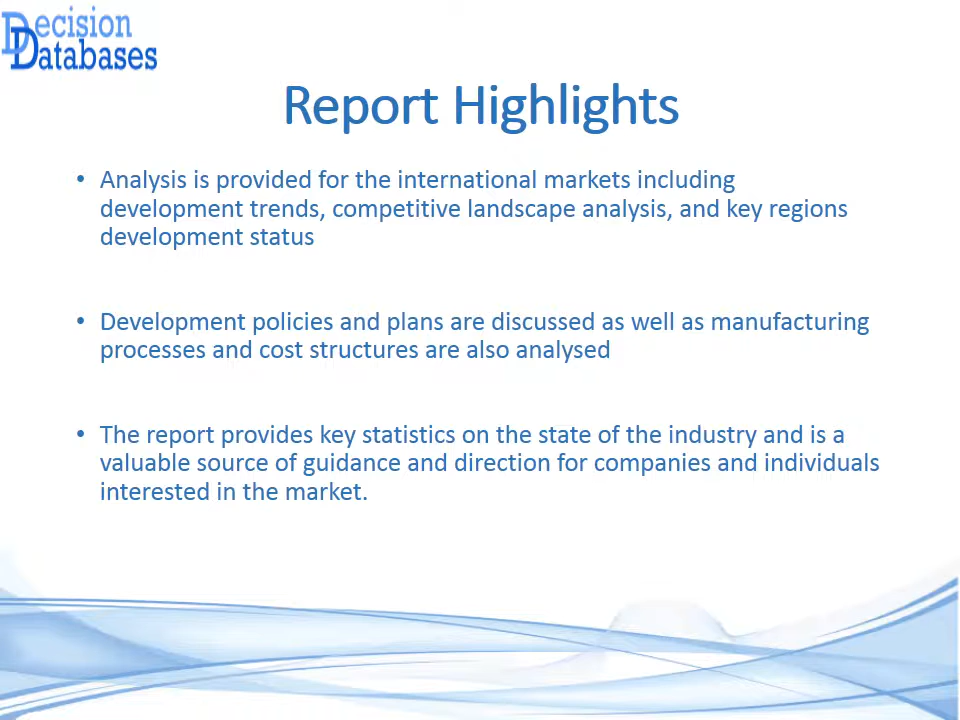 Decision
Databases
Report Highlights
• Analysis is provided for the international markets including
development trends, competitive landscape analysis, and key regions
development status
• Development policies and plans are discussed as well as manufacturing
processes and cost structures are also analysed
• The report provides key statistics on the state of the industry and is a
valuable source of guidance and direction for companies and individuals
interested in the market.